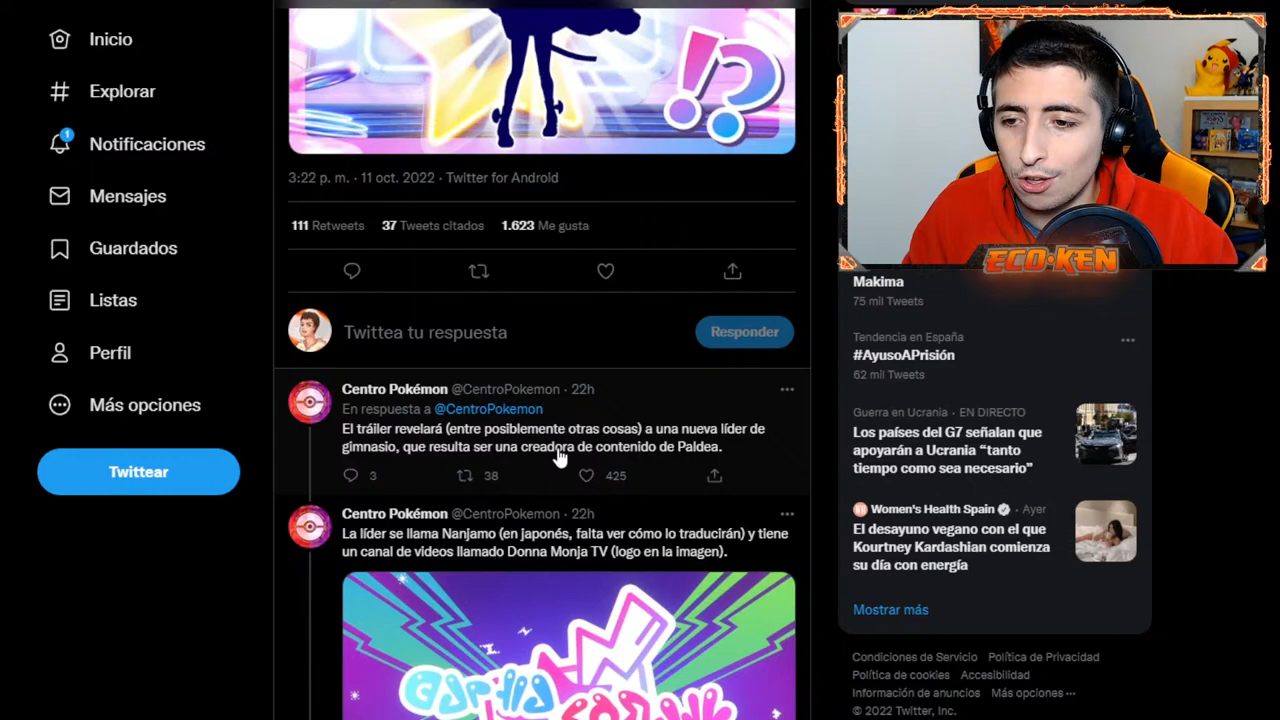 Inicio
Explorar
1
Notificaciones
Mensajes
Guardados
Listas
Perfil
Más opciones
Twittear
!?
3:22 p. m. · 11 oct. 2022 · Twitter for Android
111 Retweets 37 Tweets citados 1.623 Me gusta
Twittea tu respuesta
Responder
Centro Pokémon @CentroPokemon · 22h
En respuesta a @CentroPokemon
El tráiler revelará (entre posiblemente otras cosas) a una nueva líder de
gimnasio, que resulta ser una creadora de contenido de Paldea.
3 38 425
Centro Pokémon @CentroPokemon · 22h
La líder se llama Nanjamo (en japonés, falta ver cómo lo traducirán) y tiene
un canal de videos llamado Donna Monja TV (logo en la imagen).
ECO·KEN
Makima
75 mil Tweets
Tendencia en España
#AyusoAPrisión
62 mil Tweets
Guerra en Ucrania · EN DIRECTO
Los países del G7 señalan que
apoyarán a Ucrania “tanto
tiempo como sea necesario”
Women's Health Spain · Ayer
El desayuno vegano con el que
Kourtney Kardashian comienza
su día con energía
Mostrar más
Condiciones de Servicio Política de Privacidad
Política de cookies Accesibilidad
Información de anuncios Más opciones ···
© 2022 Twitter, Inc.